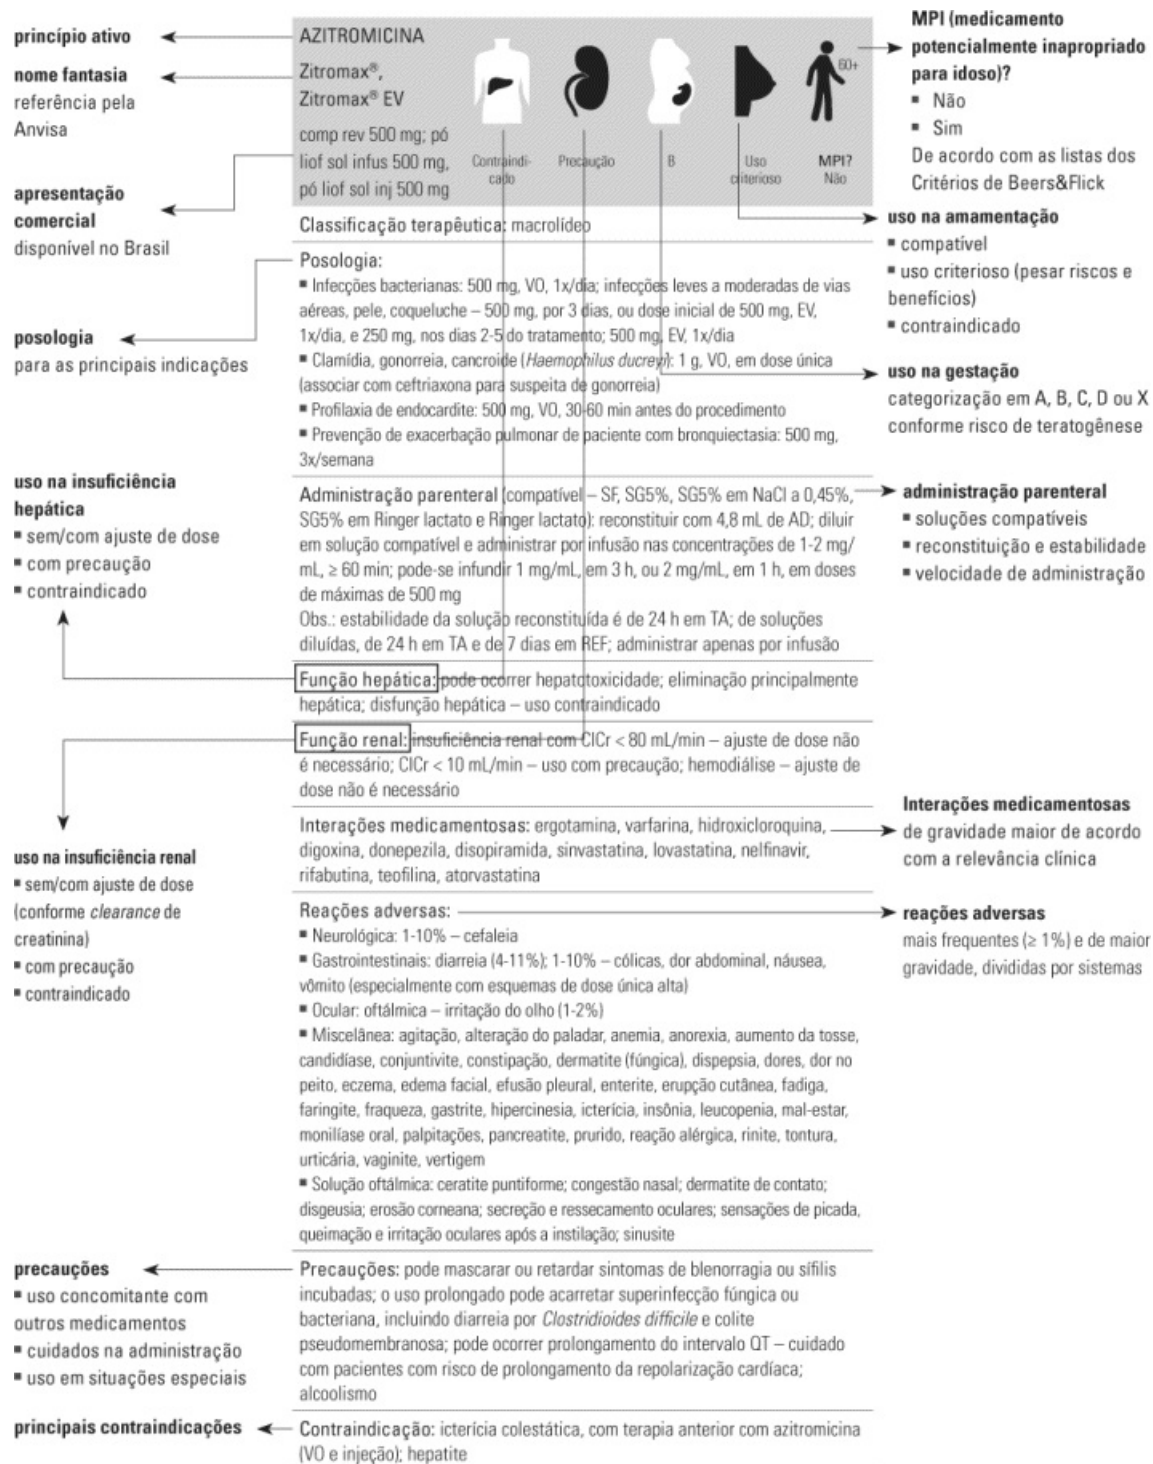 princípio ativo
nome fantasia
referência pela
Anvisa
apresentação
comercial
disponível no Brasil
posologia
para as principais indicações
uso na insuficiência
hepática
▪ sem/com ajuste de dose
▪ com precaução
▪ contraindicado
uso na insuficiência renal
▪ sem/com ajuste de dose
(conforme clearance de
creatinina)
▪ com precaução
▪ contraindicado
precauções
▪ uso concomitante com
outros medicamentos
▪ cuidados na administração
▪ uso em situações especiais
principais contraindicações
AZITROMICINA
Zitromax®,
Zitromax® EV
comp rev 500 mg; pó
liof sol infus 500 mg,
pó liof sol inj 500 mg
Contraindi-
cado
Precaução
B
Uso
criterioso
60+
MPI?
Não
Classificação terapêutica: macrolídeo
Posologia:
▪ Infecções bacterianas: 500 mg, VO, 1x/dia; infecções leves a moderadas de vias
aéreas, pele, coqueluche – 500 mg, por 3 dias, ou dose inicial de 500 mg, EV,
1x/dia, e 250 mg, nos dias 2-5 do tratamento; 500 mg, EV, 1x/dia
▪ Clamídia, gonorreia, cancroide (Haemophilus ducreyi): 1 g, VO, em dose única
(associar com ceftriaxona para suspeita de gonorreia)
▪ Profilaxia de endocardite: 500 mg, VO, 30-60 min antes do procedimento
▪ Prevenção de exacerbação pulmonar de paciente com bronquiectasia: 500 mg,
3x/semana
Administração parenteral (compatível – SF, SG5%, SG5% em NaCl a 0,45%,
SG5% em Ringer lactato e Ringer lactato): reconstituir com 4,8 mL de AD; diluir
em solução compatível e administrar por infusão nas concentrações de 1-2 mg/
mL, ≥ 60 min; pode-se infundir 1 mg/mL, em 3 h, ou 2 mg/mL, em 1 h, em doses
de máximas de 500 mg
Obs.: estabilidade da solução reconstituída é de 24 h em TA; de soluções
diluídas, de 24 h em TA e de 7 dias em REF; administrar apenas por infusão
Função hepática: pode ocorrer hepatotoxicidade; eliminação principalmente
hepática; disfunção hepática – uso contraindicado
Função renal: insuficiência renal com ClCr < 80 mL/min – ajuste de dose não
é necessário; ClCr < 10 mL/min – uso com precaução; hemodiálise – ajuste de
dose não é necessário
Interações medicamentosas: ergotamina, varfarina, hidroxicloroquina,
digoxina, donepezila, disopiramida, sinvastatina, lovastatina, nelfinavir,
rifabutina, teofilina, atorvastatina
Reações adversas:
▪ Neurológica: 1-10% – cefaleia
▪ Gastrointestinais: diarreia (4-11%); 1-10% – cólicas, dor abdominal, náusea,
vômito (especialmente com esquemas de dose única alta)
▪ Ocular: oftálmica – irritação do olho (1-2%)
▪ Miscelânea: agitação, alteração do paladar, anemia, anorexia, aumento da tosse,
candidíase, conjuntivite, constipação, dermatite (fúngica), dispepsia, dores, dor no
peito, eczema, edema facial, efusão pleural, enterite, erupção cutânea, fadiga,
faringite, fraqueza, gastrite, hipercinesia, icterícia, insônia, leucopenia, mal-estar,
monilíase oral, palpitações, pancreatite, prurido, reação alérgica, rinite, tontura,
urticária, vaginite, vertigem
▪ Solução oftálmica: ceratite puntiforme; congestão nasal; dermatite de contato;
disgeusia; erosão corneana; secreção e ressecamento oculares; sensações de picada,
queimação e irritação oculares após a instilação; sinusite
Precauções: pode mascarar ou retardar sintomas de blenorragia ou sífilis
incubadas; o uso prolongado pode acarretar superinfecção fúngica ou
bacteriana, incluindo diarreia por Clostridioides difficile e colite
pseudomembranosa; pode ocorrer prolongamento do intervalo QT – cuidado
com pacientes com risco de prolongamento da repolarização cardíaca;
alcoolismo
Contraindicação: icterícia colestática, com terapia anterior com azitromicina
(VO e injeção); hepatite
MPI (medicamento
potencialmente inapropriado
para idoso)?
▪ Não
▪ Sim
De acordo com as listas dos
Critérios de Beers&Flick
uso na amamentação
▪ compatível
▪ uso criterioso (pesar riscos e
benefícios)
▪ contraindicado
uso na gestação
categorização em A, B, C, D ou X
conforme risco de teratogênese
administração parenteral
▪ soluções compatíveis
▪ reconstituição e estabilidade
▪ velocidade de administração
Interações medicamentosas
de gravidade maior de acordo
com a relevância clínica
reações adversas
mais frequentes (≥ 1%) e de maior
gravidade, divididas por sistemas